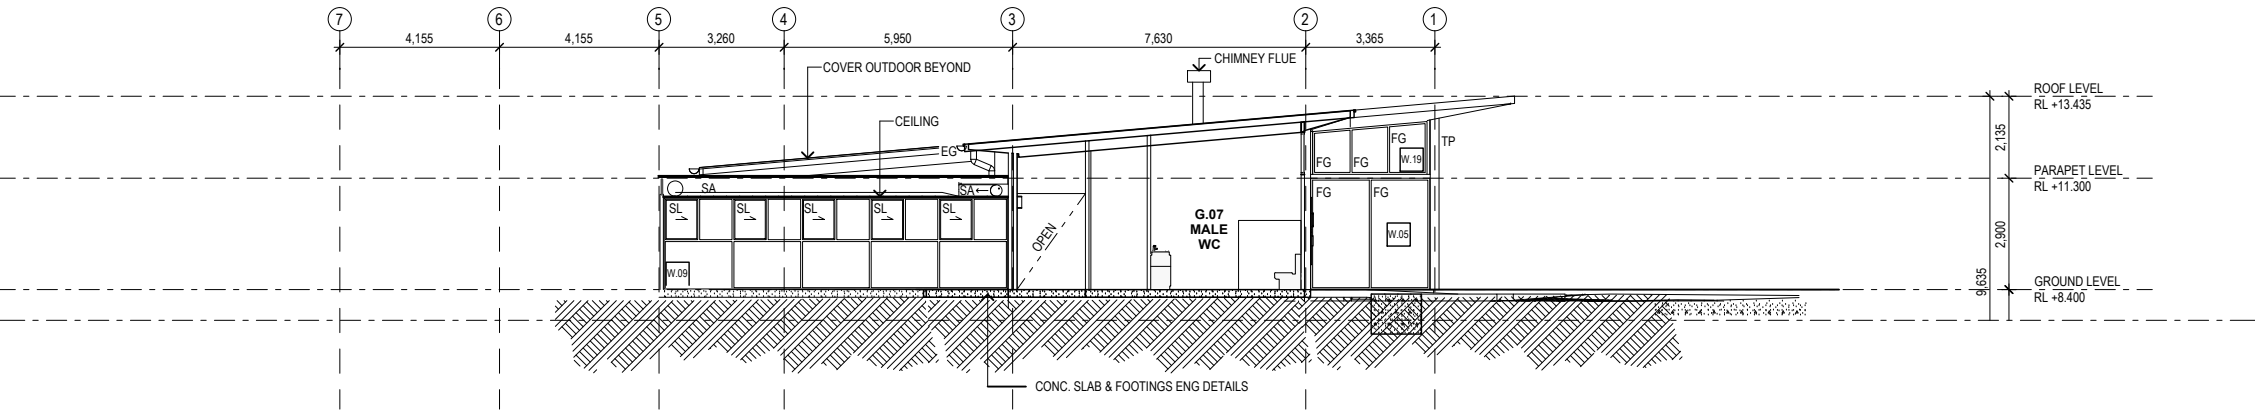 7
6
5
4
3
2
1
4,155
4,155
3,260
5,950
7,630
3,365
COVER OUTDOOR BEYOND
CHIMNEY FLUE
ROOF LEVEL
RL +13.435
CEILING
2,135
EG
FG
FG
FG
W.19
TP
PARAPET LEVEL
RL +11.300
SA
SA
FG
FG
SL
SL
SL
SL
SL
G.07
MALE
WC
OPEN
W.05
2,900
W.09
9,635
GROUND LEVEL
RL +8.400
CONC. SLAB & FOOTINGS ENG DETAILS